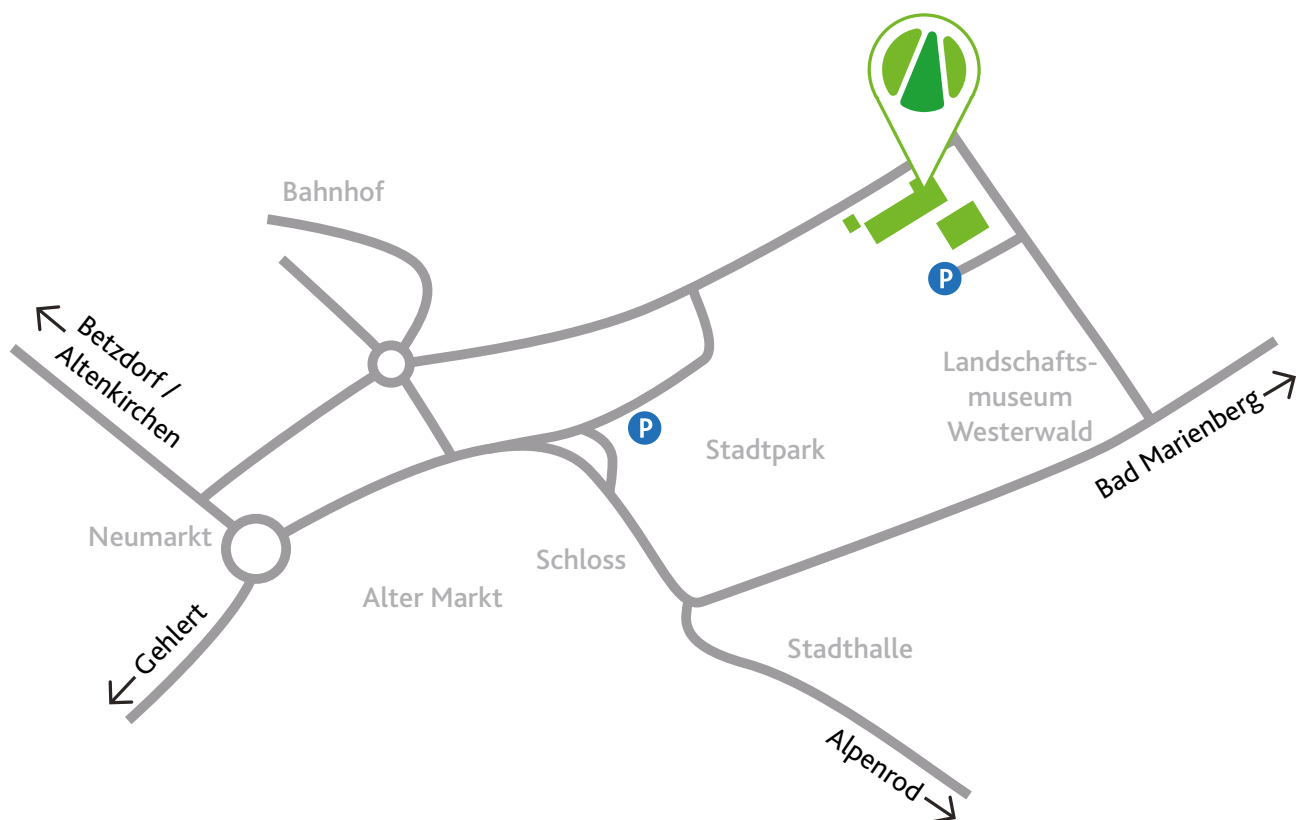 Bahnhof
Betzdorf /
Altenkirchen
P
Landschafts-
museum
Westerwald
Bad Marienberg
P
Stadtpark
Neumarkt
Schloss
Alter Markt
Gehlert
Stadthalle
Alpenrod